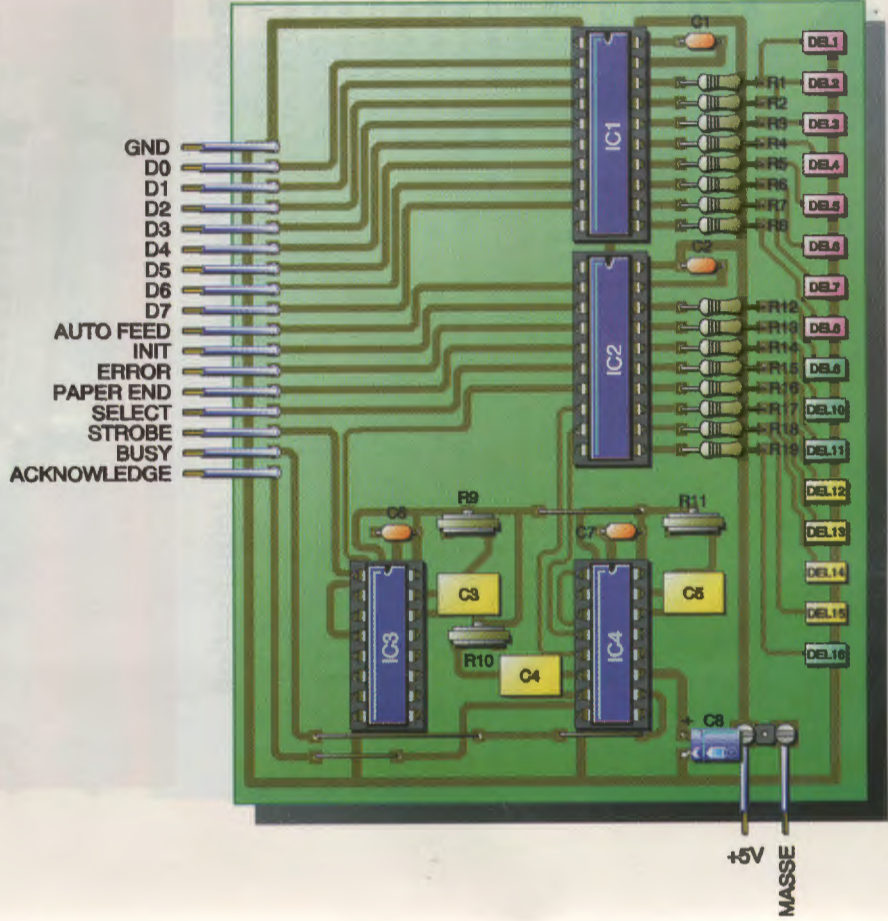 C1
DEL1
R1
DEL2
R2
R3
DEL3
IC1
R4
GND
D0
R5
DEL4
D1
R6
D2
R7
DEL5
D3
R8
D4
C2
DEL6
D5
D6
DEL7
D7
R12
AUTO FEED
R13
DEL8
INIT
R14
IC2
ERROR
R15
DEL9
PAPER END
R16
SELECT
R17
DEL10
STROBE
R18
BUSY
R19
DEL11
ACKNOWLEDGE
DEL12
R9
R11
C6
C7
DEL13
DEL14
C3
C5
DEL15
IC3
IC4
R10
DEL16
C4
+
C8
+5V
MASSE